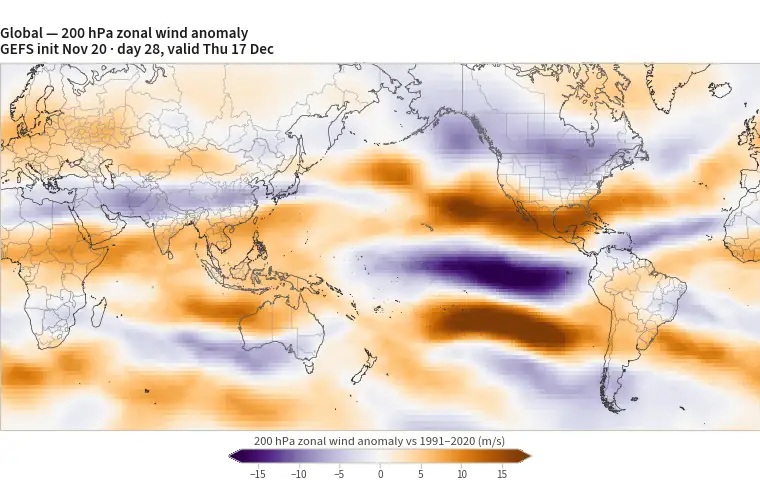 Global — 200 hPa zonal wind anomaly
GEFS init Nov 20 · day 28, valid Thu 17 Dec
200 hPa zonal wind anomaly vs 1991–2020 (m/s)
−15 −10 −5 0 5 10 15